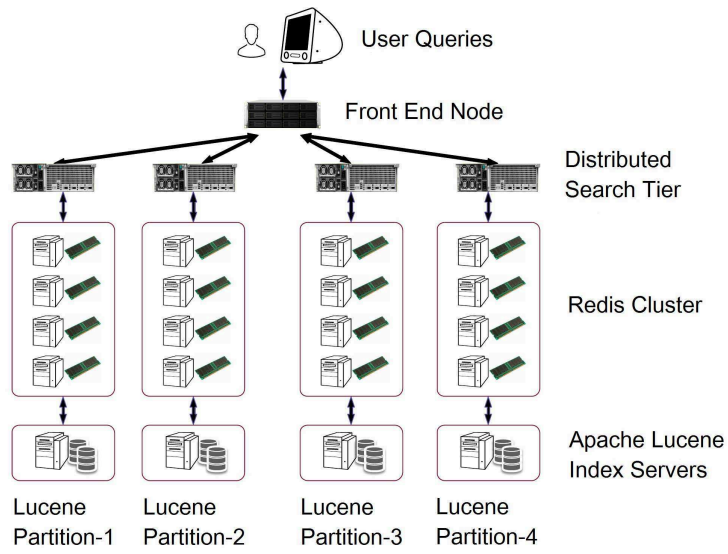 User Queries
Front End Node
Distributed
Search Tier
Redis Cluster
Apache Lucene
Index Servers
Lucene
Partition-1
Lucene
Partition-2
Lucene
Partition-3
Lucene
Partition-4